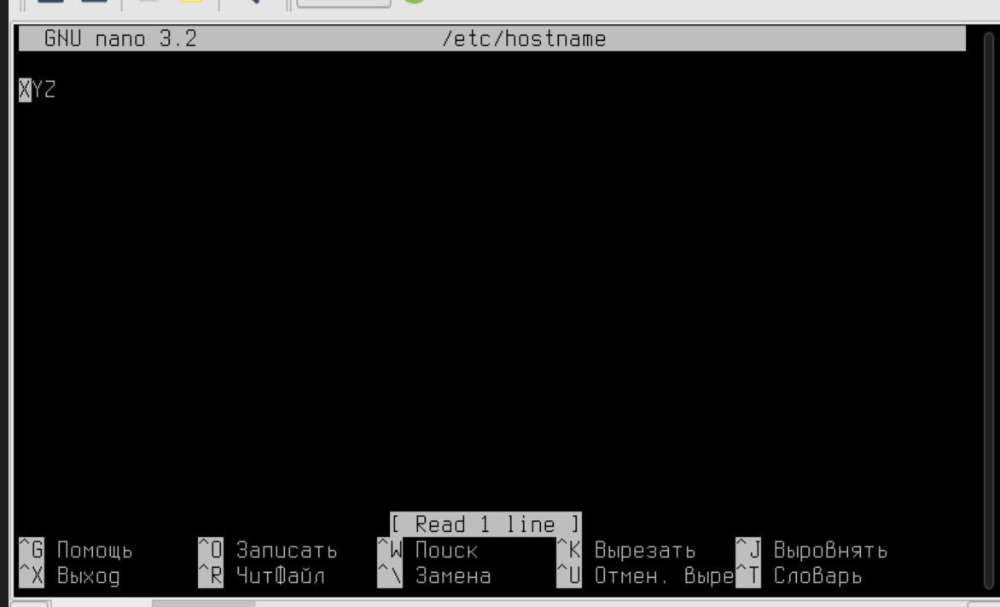 GNU nano 3.2 /etc/hostname
XYZ
[ Read 1 line ]
^G Помощь ^O Записать ^W Поиск ^K Вырезать ^J Выровнять
^X Выход ^R ЧитФайл ^\ Замена ^U Отмен. Выре^T Словарь